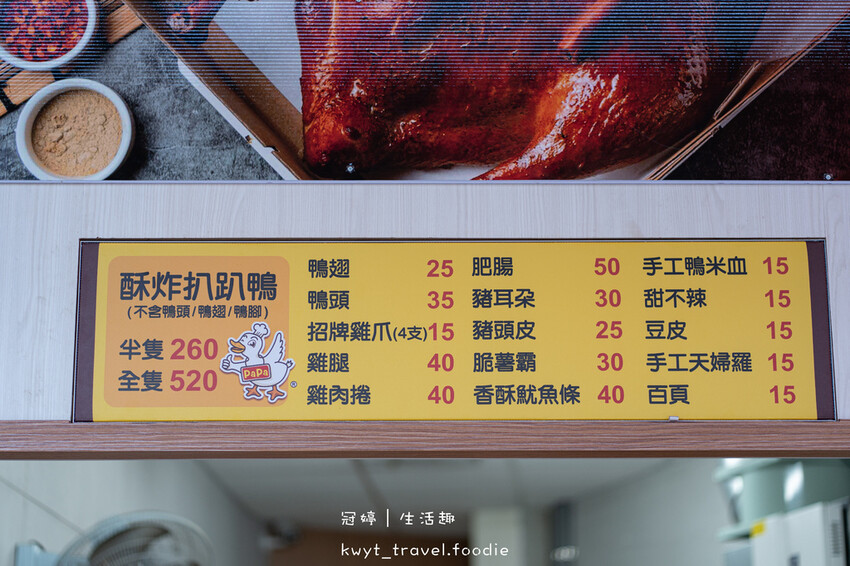 酥炸扒趴鴨
(不含鴨頭/鴨翅/鴨腳)
半隻 260
全隻 520
PaPa
®
鴨翅 25
鴨頭 35
招牌雞爪(4支) 15
雞腿 40
雞肉捲 40
肥腸 50
豬耳朶 30
豬頭皮 25
脆薯霸 30
香酥魷魚條 40
手工鴨米血 15
甜不辣 15
豆皮 15
手工天婦羅 15
百頁 15
冠婷|生活趣
kwyt_travel.foodie